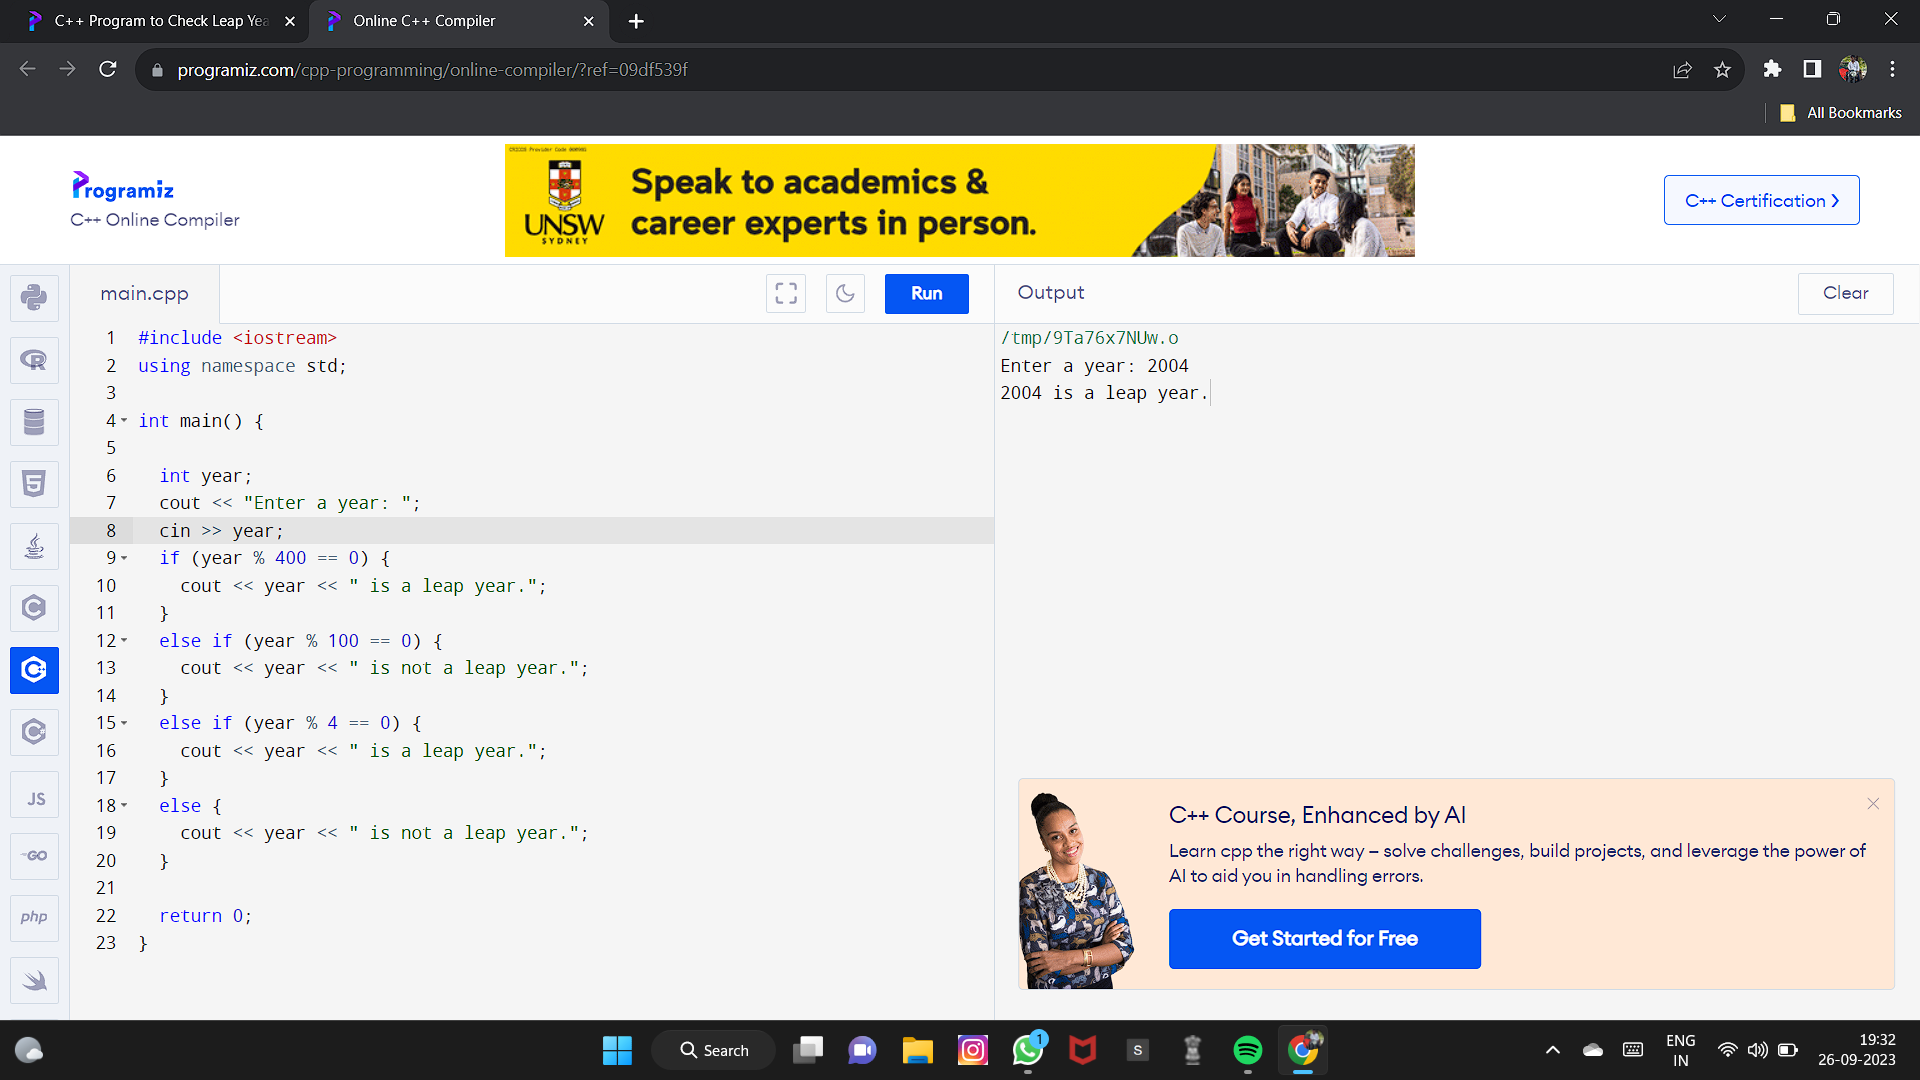 C++ Program to Check Leap Yea
Online C++ Compiler
programiz.com/cpp-programming/online-compiler/?ref=09df539f
All Bookmarks
Programiz
C++ Online Compiler
CRICOS Provider Code 00098G
UNSW
SYDNEY
Speak to academics &
career experts in person.
C++ Certification
main.cpp
Run
Output
Clear
1 #include <iostream>
2 using namespace std;
3
4 int main() {
5
6 int year;
7 cout << "Enter a year: ";
8 cin >> year;
9 if (year % 400 == 0) {
10 cout << year << " is a leap year.";
11 }
12 else if (year % 100 == 0) {
13 cout << year << " is not a leap year.";
14 }
15 else if (year % 4 == 0) {
16 cout << year << " is a leap year.";
17 }
18 else {
19 cout << year << " is not a leap year.";
20 }
21
22 return 0;
23 }
/tmp/9Ta76x7NUw.o
Enter a year: 2004
2004 is a leap year.
R
5
C
C+
C
JS
GO
php
C++ Course, Enhanced by AI
Learn cpp the right way – solve challenges, build projects, and leverage the power of
AI to aid you in handling errors.
Get Started for Free
Search
1
S
ENG
IN
19:32
26-09-2023